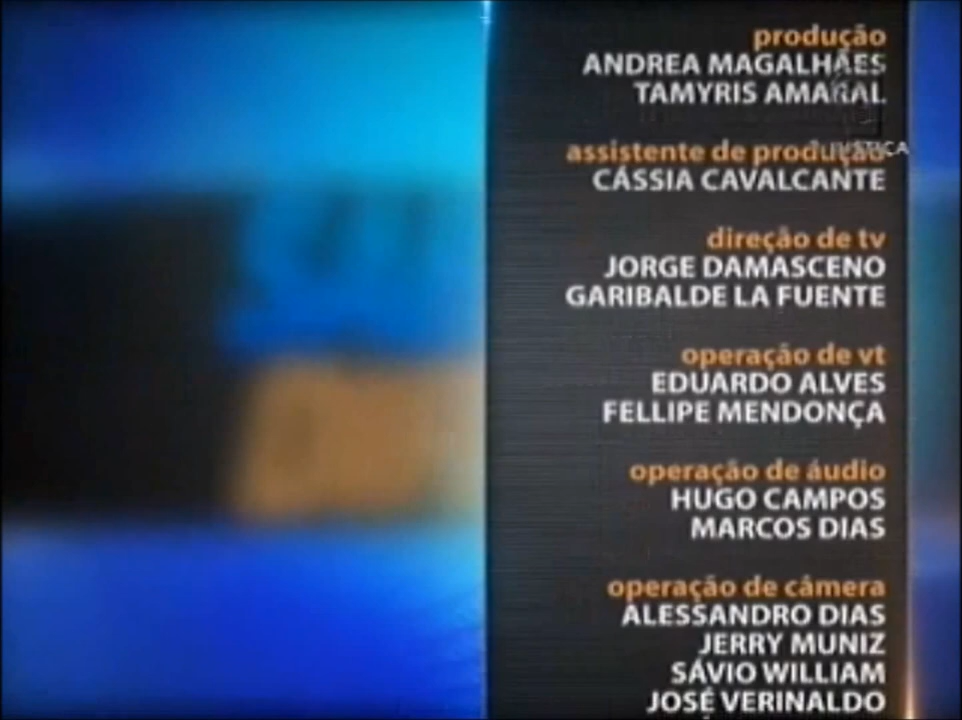 produção
ANDREA MAGALHÃES
TAMYRIS AMARAL
assistente de produção
CÁSSIA CAVALCANTE
direção de tv
JORGE DAMASCENO
GARIBALDE LA FUENTE
operação de vt
EDUARDO ALVES
FELLIPE MENDONÇA
operação de áudio
HUGO CAMPOS
MARCOS DIAS
operação de câmera
ALESSANDRO DIAS
JERRY MUNIZ
SÁVIO WILLIAM
JOSÉ VERINALDO